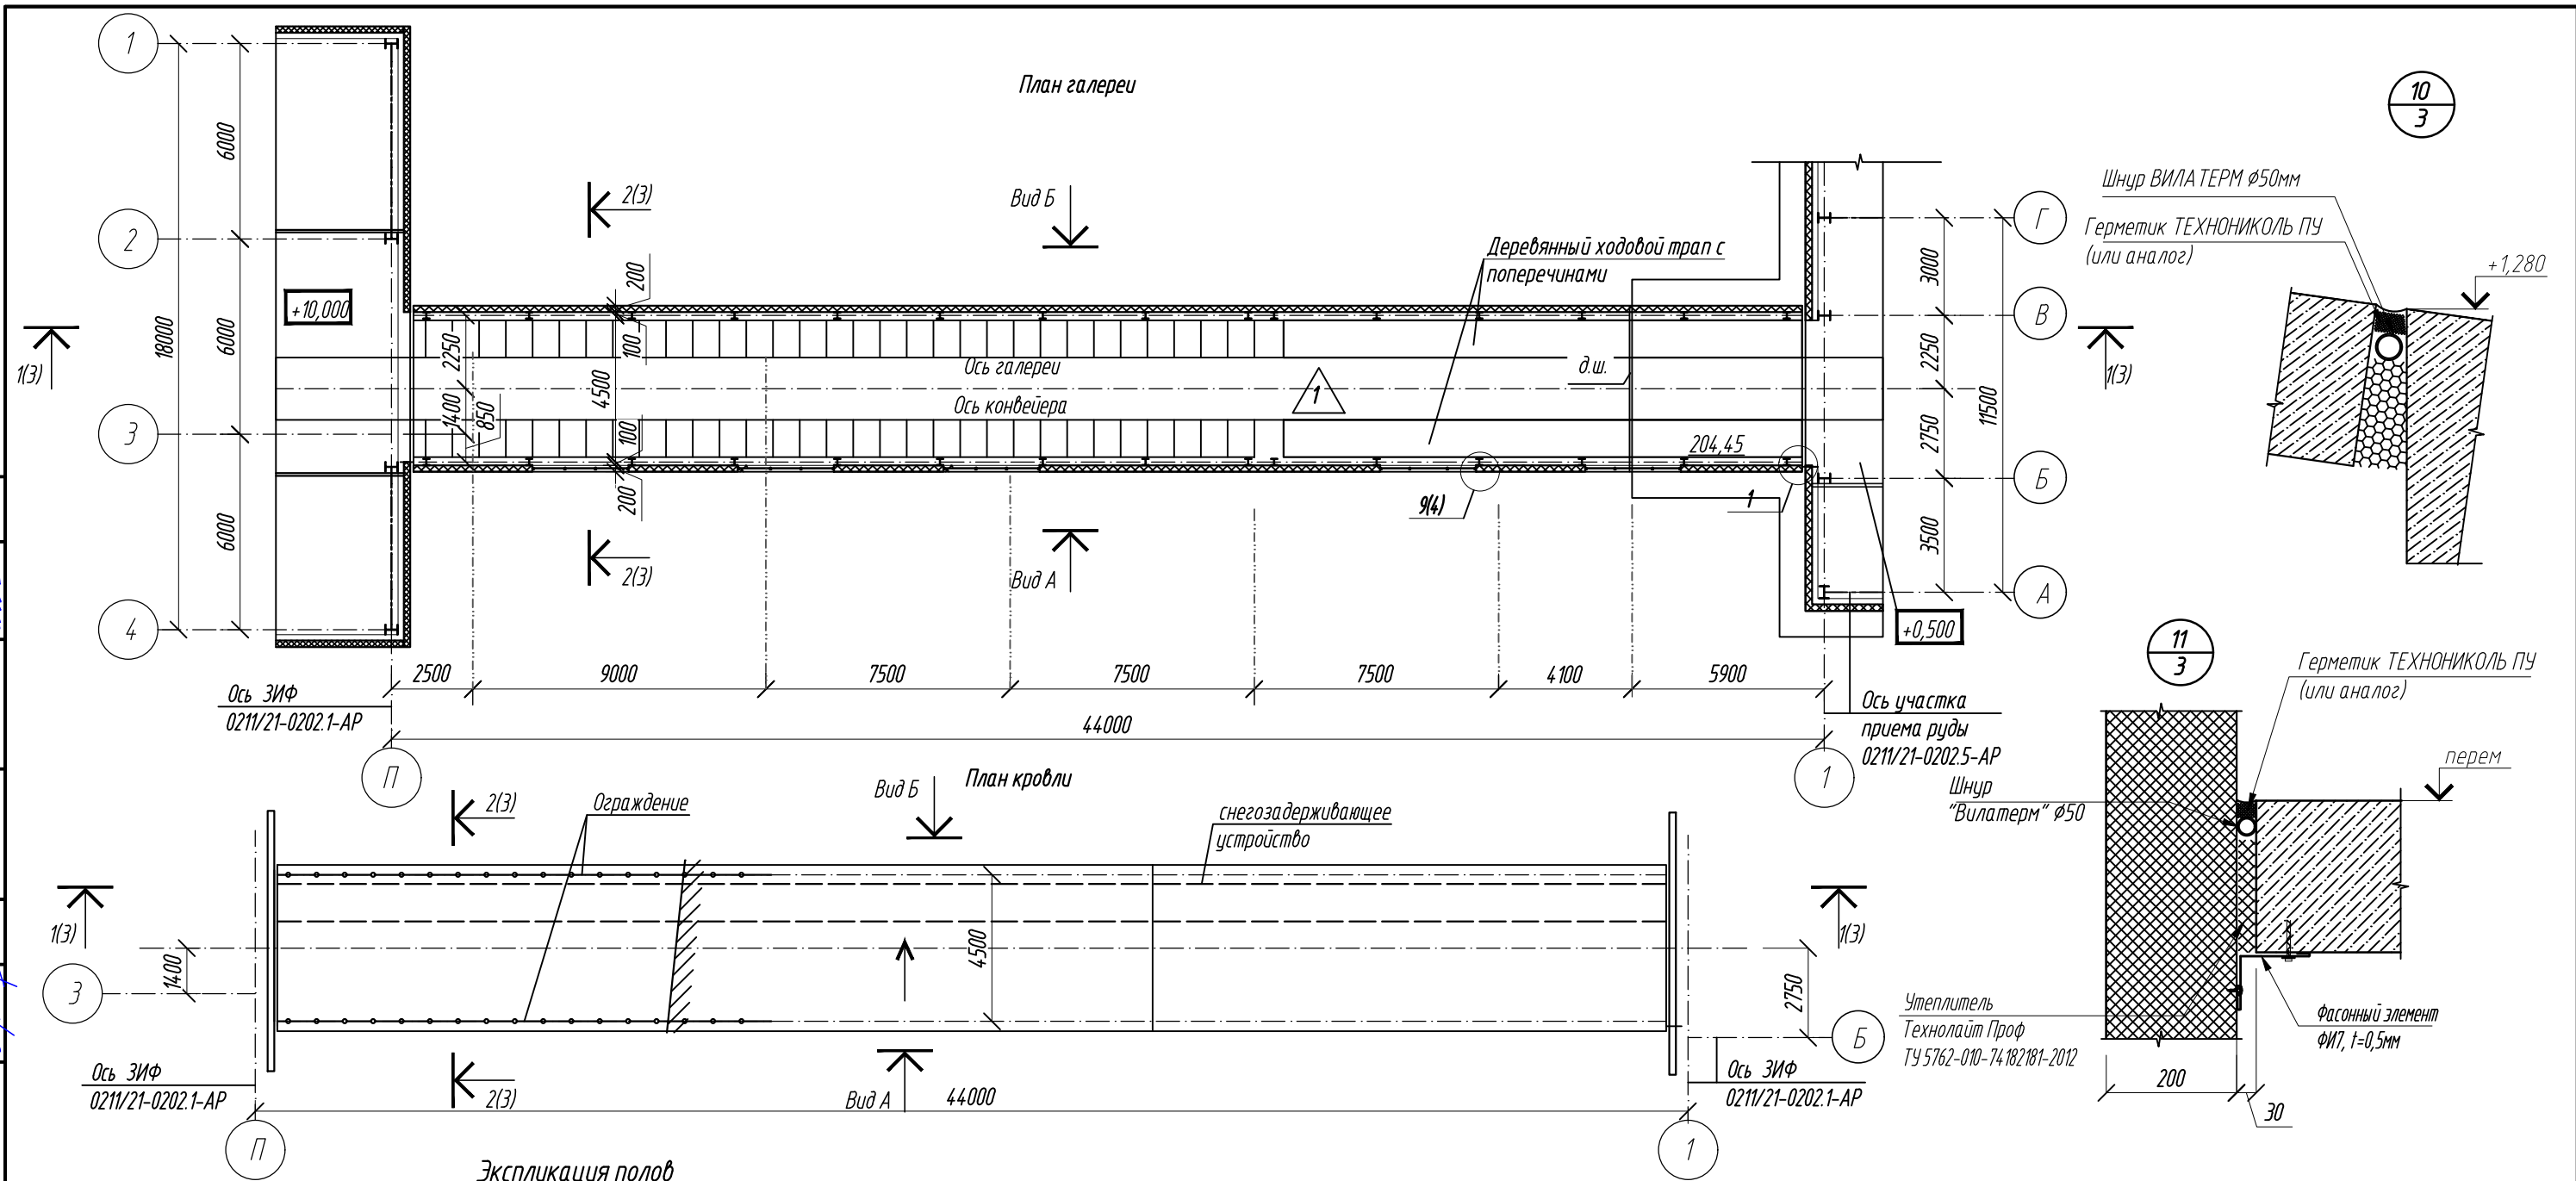 План галереи
1
2
3
4
6000
6000
6000
18000
+10,000
1(3)
2(3)
2(3)
200
100
2250
4500
1400
850
100
200
Вид Б
Вид А
Ось галереи
Ось конвейера
1
Деревянный ходовой трап с
поперечинами
д.ш.
204,45
9(4)
1
Г
В
Б
А
3000
2250
2750
3500
11500
1(3)
+0,500
2500
9000
7500
7500
7500
4100
5900
44000
Ось ЗИФ
0211/21-0202.1-АР
Ось участка
приема руды
0211/21-0202.5-АР
П
1
План кровли
2(3)
2(3)
Ограждение
Вид Б
Вид А
снегозадерживающее
устройство
1(3)
1(3)
1400
3
4500
2750
Б
Ось ЗИФ
0211/21-0202.1-АР
Ось ЗИФ
0211/21-0202.1-АР
44000
П
1
Экспликация полов
10
3
Шнур ВИЛАТЕРМ ϕ50мм
Герметик ТЕХНОНИКОЛЬ ПУ
(или аналог)
+1,280
11
3
Герметик ТЕХНОНИКОЛЬ ПУ
(или аналог)
перем
Шнур
"Вилатерм" ϕ50
Утеплитель
Технолайт Проф
ТУ 5762-010-74182181-2012
Фасонный элемент
ФИ7, t=0,5мм
200
30